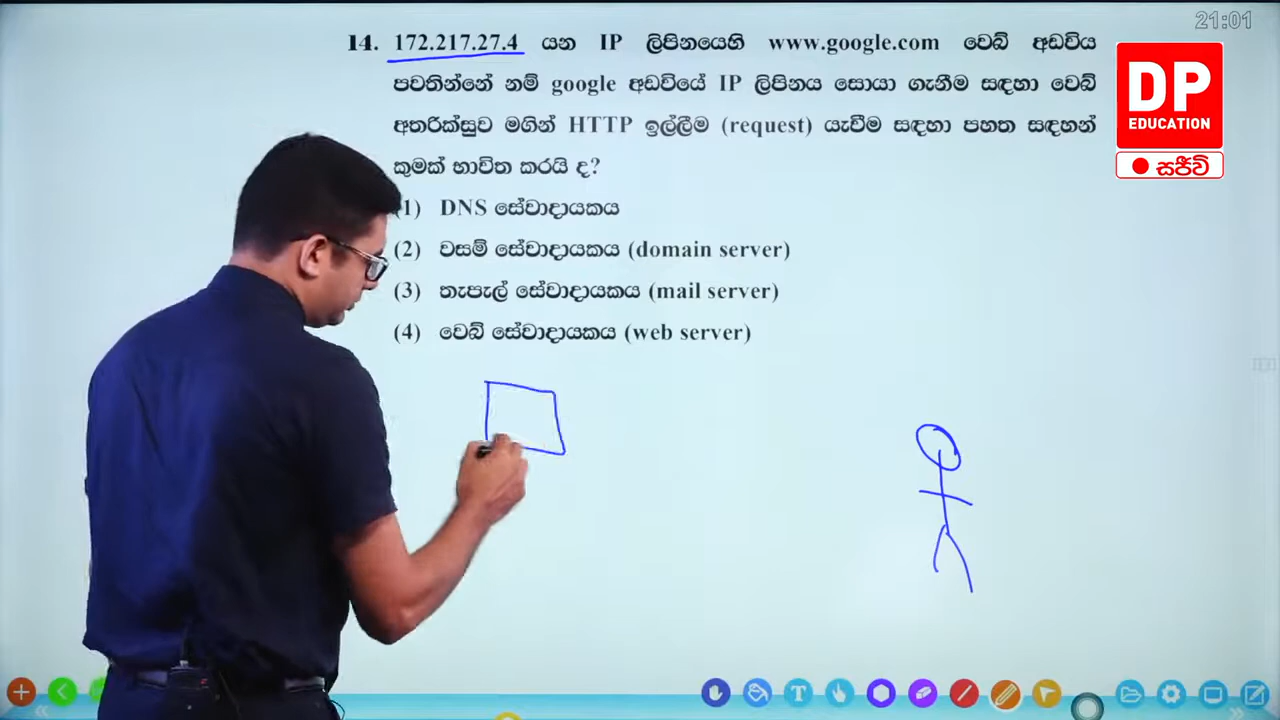 21:01
14. 172.217.27.4 යන IP ලිපිනයෙහි www.google.com වෙබ් අඩවිය
පවතින්නේ නම් google අඩවියේ IP ලිපිනය සොයා ගැනීම සඳහා වෙබ්
අතරික්සුව මගින් HTTP ඉල්ලීම (request) යැවීම සඳහා පහත සඳහන්
කුමක් භාවිත කරයි ද?
(1) DNS සේවාදායකය
(2) වසම් සේවාදායකය (domain server)
(3) තැපැල් සේවාදායකය (mail server)
(4) වෙබ් සේවාදායකය (web server)
DP
EDUCATION
සජීවි